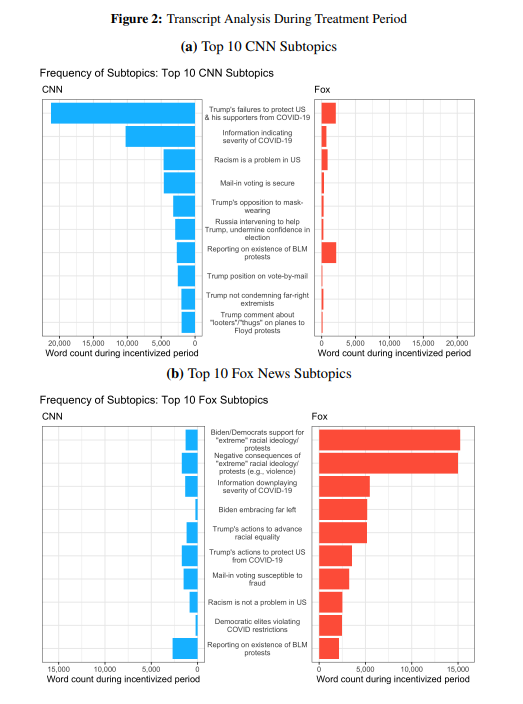 Figure 2: Transcript Analysis During Treatment Period
(a) Top 10 CNN Subtopics
Frequency of Subtopics: Top 10 CNN Subtopics
CNN
Fox
Trump's failures to protect US
& his supporters from COVID-19
Information indicating
severity of COVID-19
Racism is a problem in US
Mail-in voting is secure
Trump's opposition to mask-
wearing
Russia intervening to help
Trump, undermine confidence in
election
Reporting on existence of BLM
protests
Trump position on vote-by-mail
Trump not condemning far-right
extremists
Trump comment about
"looters"/"thugs" on planes to
Floyd protests
20,000 15,000 10,000 5,000 0
0 5,000 10,000 15,000 20,000
Word count during incentivized period
Word count during incentivized period
(b) Top 10 Fox News Subtopics
Frequency of Subtopics: Top 10 Fox Subtopics
CNN
Fox
Biden/Democrats support for
"extreme" racial ideology/
protests
Negative consequences of
"extreme" racial ideology/
protests (e.g., violence)
Information downplaying
severity of COVID-19
Biden embracing far left
Trump's actions to advance
racial equality
Trump's actions to protect US
from COVID-19
Mail-in voting susceptible to
fraud
Racism is not a problem in US
Democratic elites violating
COVID restrictions
Reporting on existence of BLM
protests
15,000 10,000 5,000 0
0 5,000 10,000 15,000
Word count during incentivized period
Word count during incentivized period